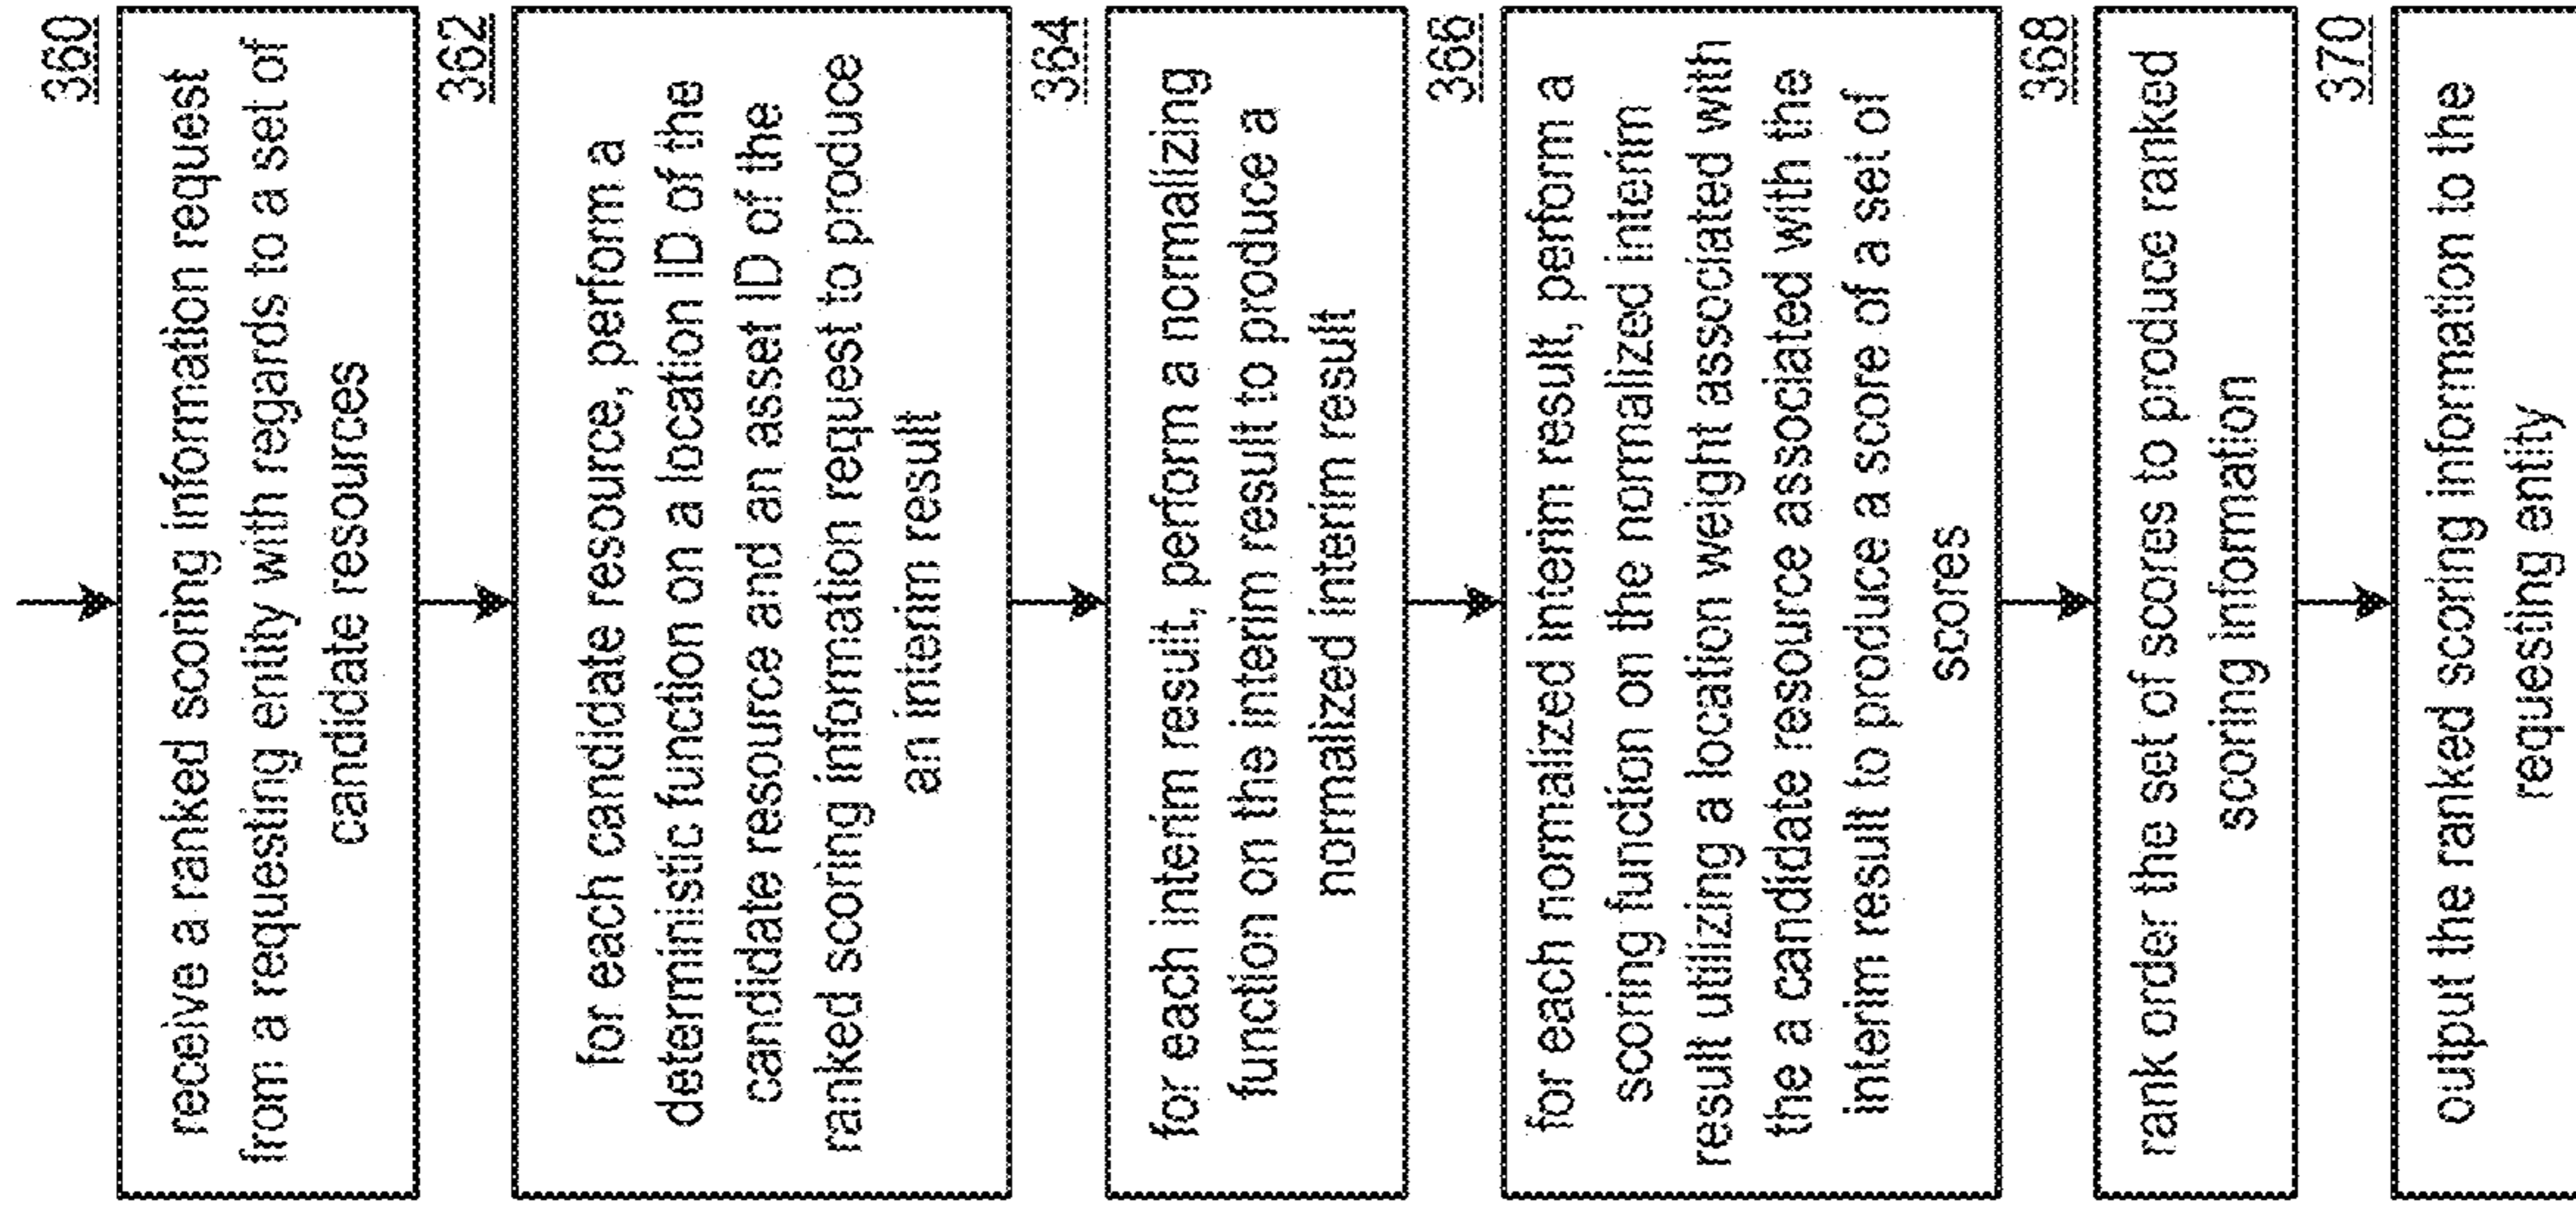 360
receive a ranked scoring information request
from a requesting entity with regards to a set of
candidate resources
362
for each candidate resource, perform a
deterministic function on a location ID of the
candidate resource and an asset ID of the
ranked scoring information request to produce
an interim result
364
for each interim result, perform a normalizing
function on the interim result to produce a
normalized interim result
366
for each normalized interim result, perform a
scoring function on the normalized interim
result utilizing a location weight associated with
the a candidate resource associated with the
interim result to produce a score of a set of
scores
368
rank order the set of scores to produce ranked
scoring information
370
output the ranked scoring information to the
requesting entity